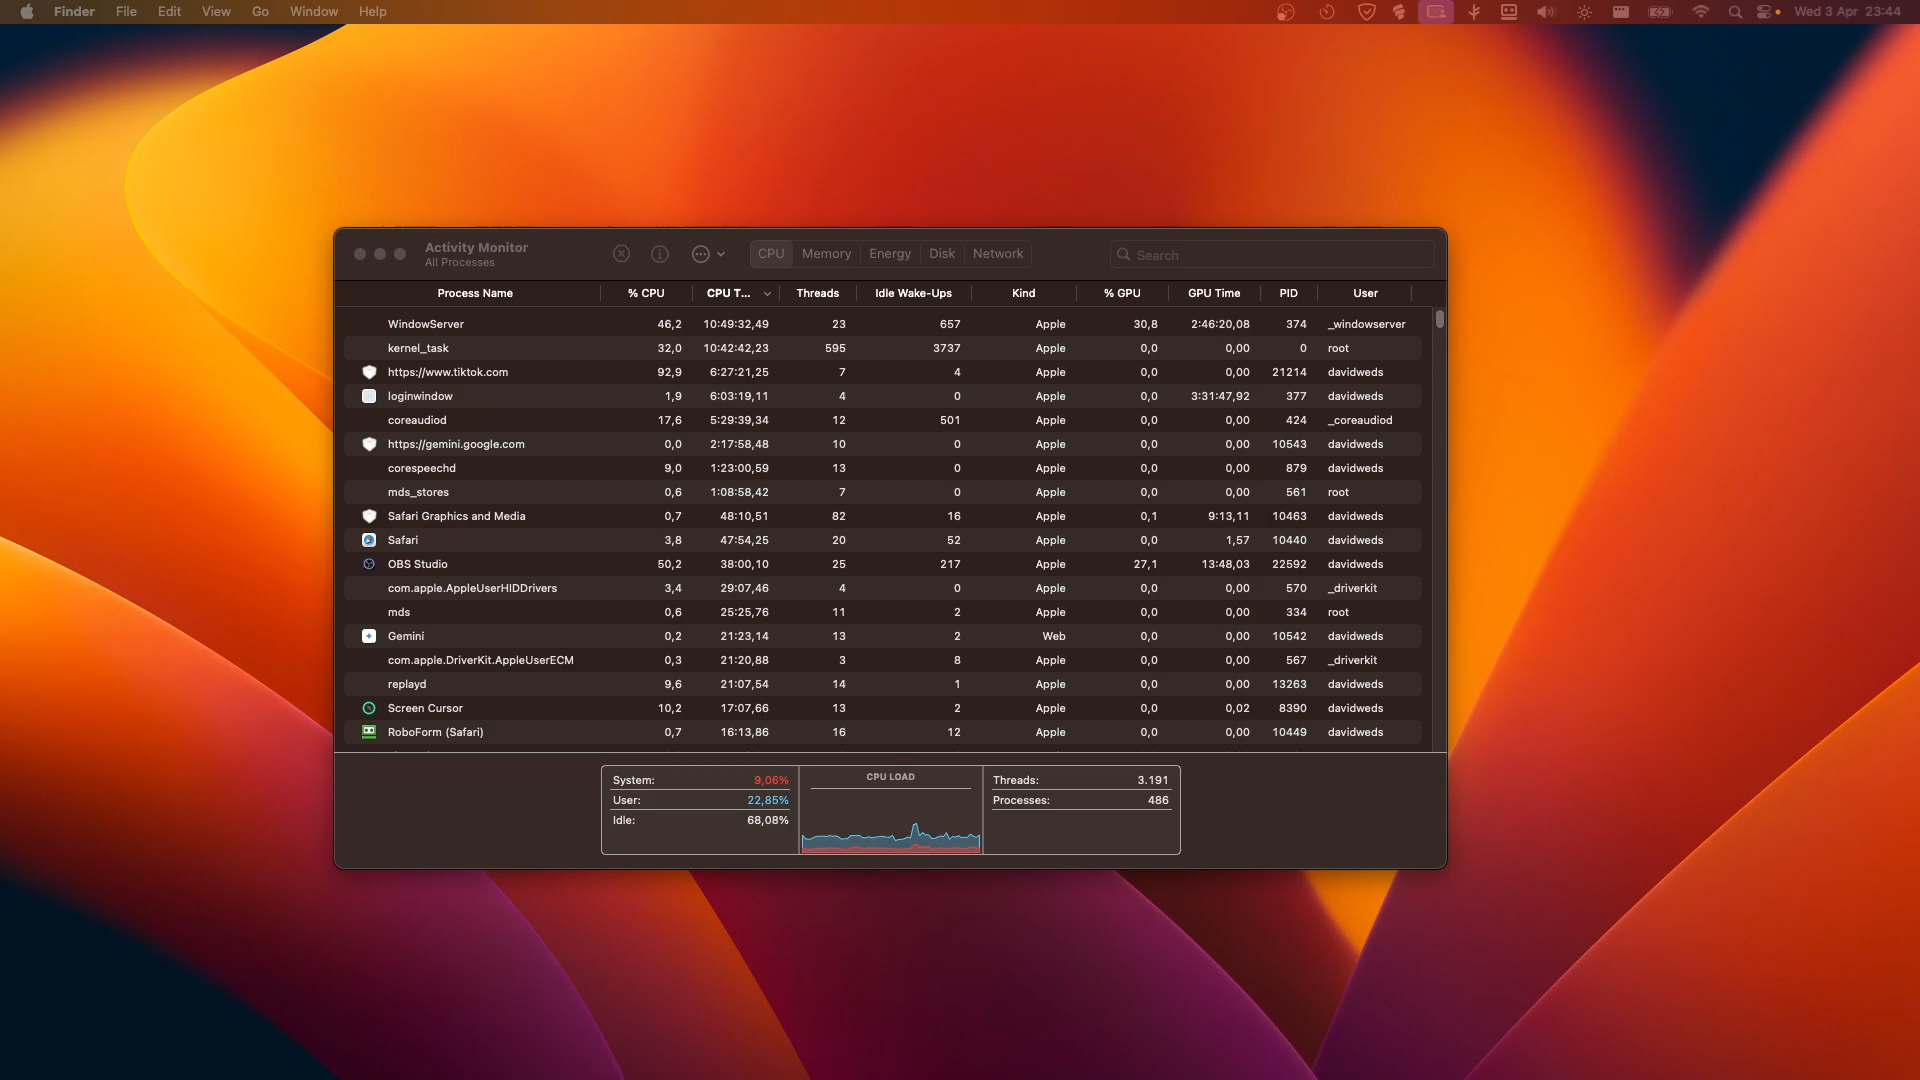 Finder File Edit View Go Window Help Wed 3 Apr 23:44
Activity Monitor
All Processes
CPU Memory Energy Disk Network Search
Process Name % CPU CPU T... Threads Idle Wake-Ups Kind % GPU GPU Time PID User
WindowServer 46,2 10:49:32,49 23 657 Apple 30,8 2:46:20,08 374 _windowserver
kernel_task 32,0 10:42:42,23 595 3737 Apple 0,0 0,00 0 root
https://www.tiktok.com 92,9 6:27:21,25 7 4 Apple 0,0 0,00 21214 davidweds
loginwindow 1,9 6:03:19,11 4 0 Apple 0,0 3:31:47,92 377 davidweds
coreaudiod 17,6 5:29:39,34 12 501 Apple 0,0 0,00 424 _coreaudiod
https://gemini.google.com 0,0 2:17:58,48 10 0 Apple 0,0 0,00 10543 davidweds
corespeechd 9,0 1:23:00,59 13 0 Apple 0,0 0,00 879 davidweds
mds_stores 0,6 1:08:58,42 7 0 Apple 0,0 0,00 561 root
Safari Graphics and Media 0,7 48:10,51 82 16 Apple 0,1 9:13,11 10463 davidweds
Safari 3,8 47:54,25 20 52 Apple 0,0 1,57 10440 davidweds
OBS Studio 50,2 38:00,10 25 217 Apple 27,1 13:48,03 22592 davidweds
com.apple.AppleUserHIDDrivers 3,4 29:07,46 4 0 Apple 0,0 0,00 570 _driverkit
mds 0,6 25:25,76 11 2 Apple 0,0 0,00 334 root
Gemini 0,2 21:23,14 13 2 Web 0,0 0,00 10542 davidweds
com.apple.DriverKit.AppleUserECM 0,3 21:20,88 3 8 Apple 0,0 0,00 567 _driverkit
replayd 9,6 21:07,54 14 1 Apple 0,0 0,00 13263 davidweds
Screen Cursor 10,2 17:07,66 13 2 Apple 0,0 0,02 8390 davidweds
RoboForm (Safari) 0,7 16:13,86 16 12 Apple 0,0 0,00 10449 davidweds
System: 9,06% CPU LOAD Threads: 3.191
User: 22,85% Processes: 486
Idle: 68,08%